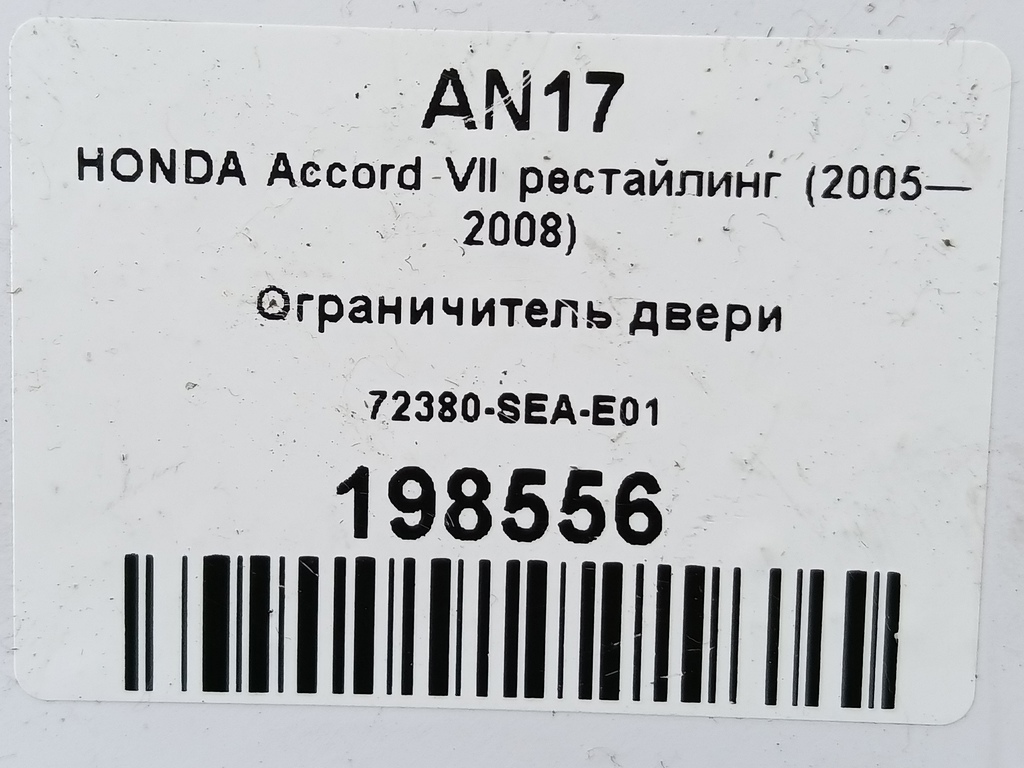 AN17
HONDA Accord VII рестайлинг (2005—
2008)
Ограничитель двери
72380-SEA-E01
198556